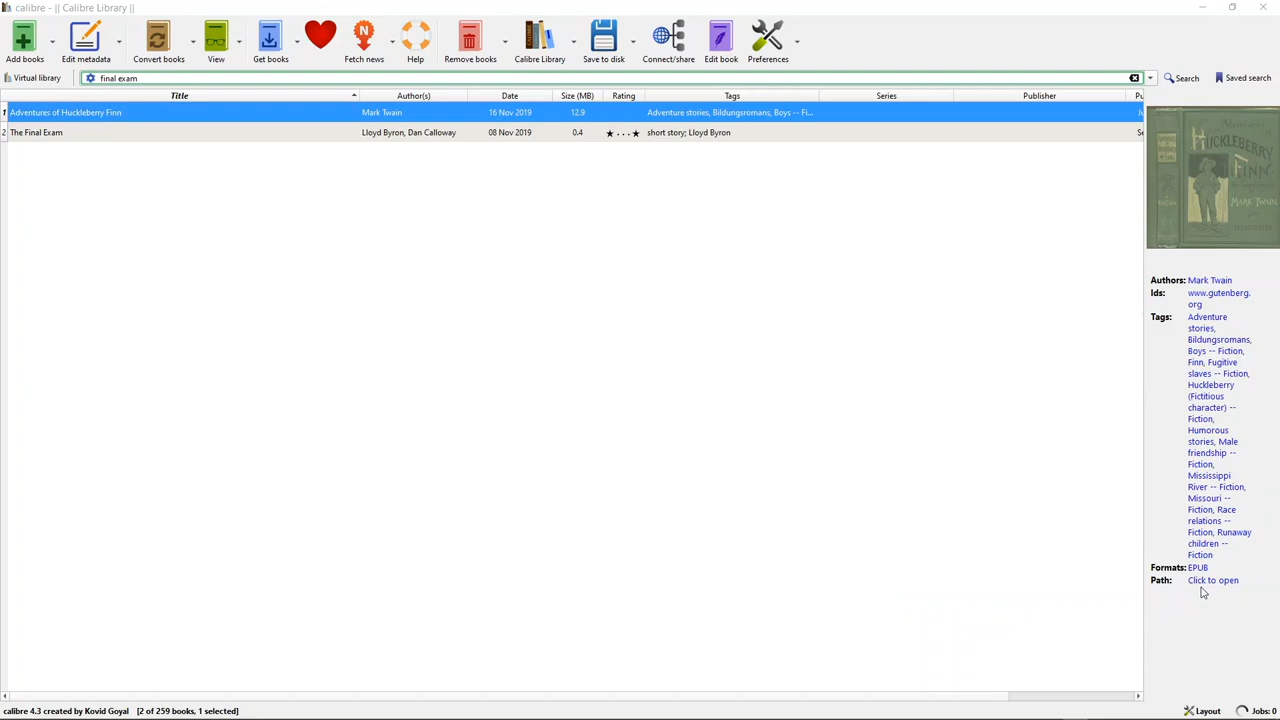 calibre - || Calibre Library ||
Add books
Edit metadata
Convert books
View
Get books
Fetch news
Help
Remove books
Calibre Library
Save to disk
Connect/share
Edit book
Preferences
Virtual library
final exam
Search
Saved search
Title
Author(s)
Date
Size (MB)
Rating
Tags
Series
Publisher
1 Adventures of Huckleberry Finn Mark Twain 16 Nov 2019 12.9 Adventure stories, Bildungsromans, Boys -- Fi...
2 The Final Exam Lloyd Byron, Dan Calloway 08 Nov 2019 0.4 ★ . . . ★ short story; Lloyd Byron
HUCKLEBERRY
FINN
MARK TWAIN
Authors: Mark Twain
Ids: www.gutenberg.
org
Tags: Adventure
stories,
Bildungsromans,
Boys -- Fiction,
Finn, Fugitive
slaves -- Fiction,
Huckleberry
(Fictitious
character) --
Fiction,
Humorous
stories, Male
friendship --
Fiction,
Mississippi
River -- Fiction,
Missouri --
Fiction, Race
relations --
Fiction, Runaway
children --
Fiction
Formats: EPUB
Path: Click to open
calibre 4.3 created by Kovid Goyal [2 of 259 books, 1 selected]
Layout
Jobs: 0